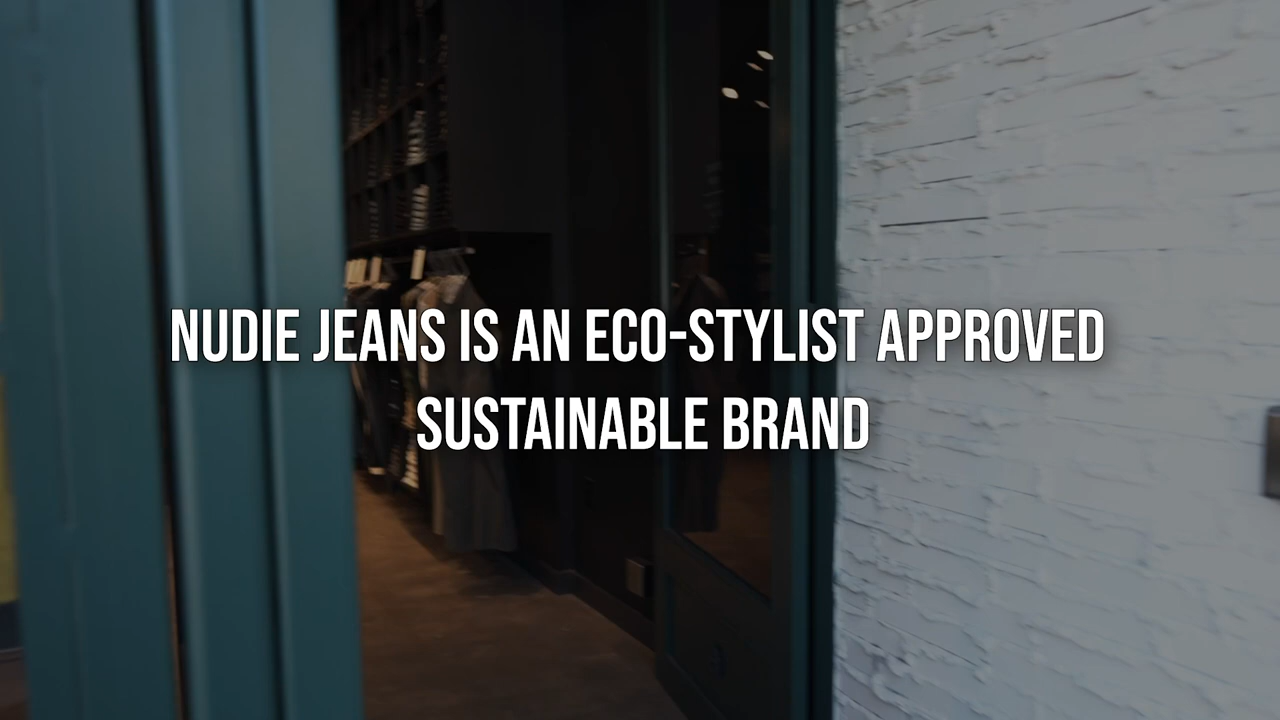 NUDIE JEANS IS AN ECO-STYLIST APPROVED
SUSTAINABLE BRAND